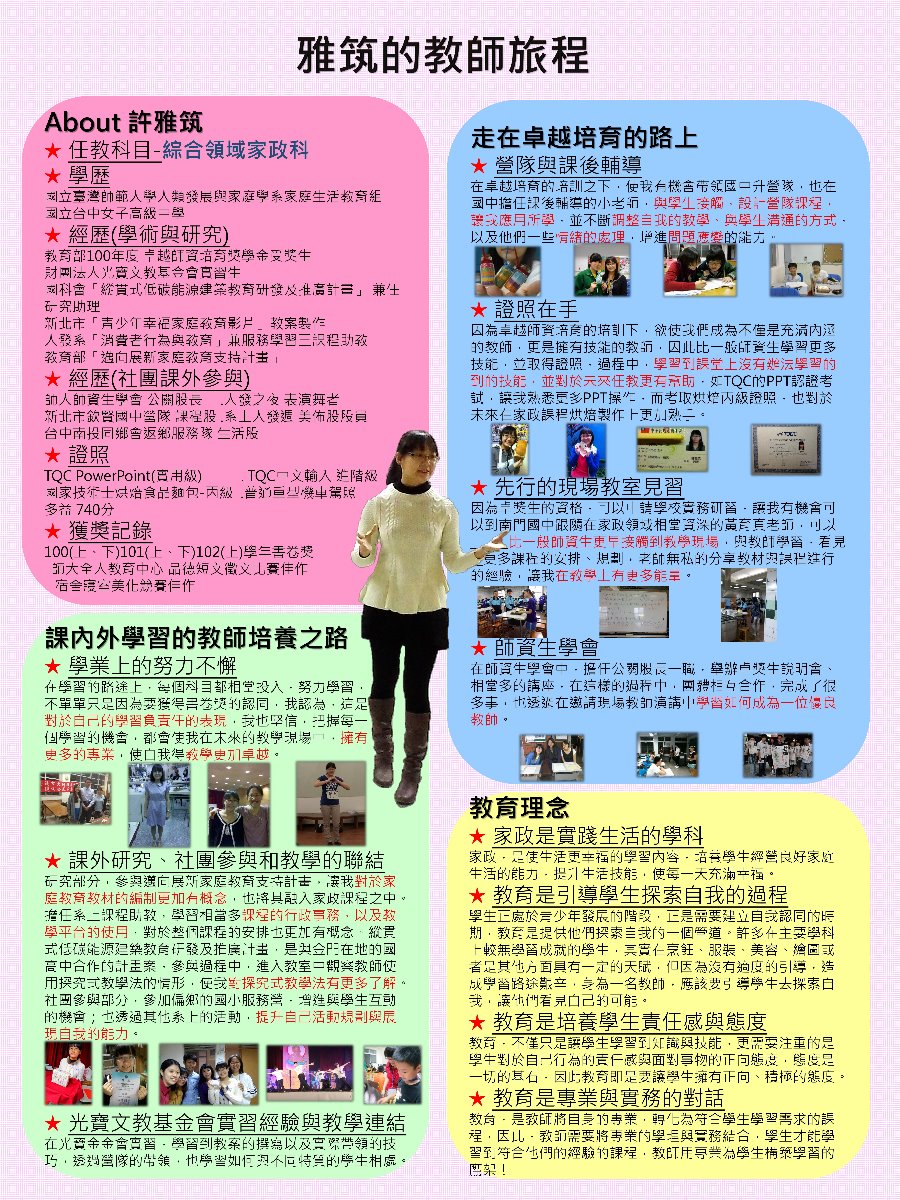 雅筑的教師旅程
About 許雅筑
★ 任教科目-綜合領域家政科
★ 學歷
國立臺灣師範大學人類發展與家庭學系家庭生活教育組
國立台中女子高級中學
★ 經歷(學術與研究)
教育部100年度 卓越師資培育獎學金受獎生
財團法人光寶文教基金會實習生
國科會「縱貫式低碳能源建築教育研發及推廣計畫」 兼任
研究助理
新北市「青少年幸福家庭教育影片」教案製作
人發系「消費者行為與教育」兼服務學習三課程助教
教育部「邁向展新家庭教育支持計畫」
★ 經歷(社團課外參與)
師大師資生學會 公關股長 .人發之夜 表演舞者
新北市欽賢國中營隊 課程股 .系上人發週 美佈股股員
台中南投同鄉會返鄉服務隊 生活股
★ 證照
TQC PowerPoint(實用級) .TQC中文輸入 進階級
國家技術士烘焙食品麵包-丙級 .普通重型機車駕照
多益 740分
★ 獲獎記錄
100(上、下)101(上、下)102(上)學年書卷獎
師大全人教育中心 品德短文徵文比賽佳作
宿舍寢室美化競賽佳作
課內外學習的教師培養之路
★ 學業上的努力不懈
在學習的路途上，每個科目都相當投入、努力學習，
不單單只是因為要獲得書卷獎的認同，我認為，這是
對於自己的學習負責任的表現，我也堅信，把握每一
個學習的機會，都會使我在未來的教學現場中，擁有
更多的專業，使自我得教學更加卓越。
★ 課外研究、社團參與和教學的聯結
研究部分，參與邁向展新家庭教育支持計畫，讓我對於家
庭教育教材的編制更加有概念，也將其融入家政課程之中。
擔任系上課程助教，學習相當多課程的行政事務，以及教
學平台的使用，對於整個課程的安排也更加有概念。縱貫
式低碳能源建築教育研發及推廣計畫，是與金門在地的國
高中合作的計畫案、參與過程中，進入教室中觀察教師使
用探究式教學法的情形，使我對探究式教學法有更多了解。
社團參與部分，參加偏鄉的國小服務營，增進與學生互動
的機會；也透過其他系上的活動，提升自己活動規劃與展
現自我的能力。
★ 光寶文教基金會實習經驗與教學連結
在光寶金金會實習，學習到教案的撰寫以及實際帶領的技
巧，透過營隊的帶領，也學習如何與不同特質的學生相處。
走在卓越培育的路上
★ 營隊與課後輔導
在卓越培育的培訓之下，使我有機會帶領國中升營隊，也在
國中擔任課後輔導的小老師，與學生接觸、設計營隊課程，
讓我應用所學，並不斷調整自我的教學、與學生溝通的方式，
以及他們一些情緒的處理，增進問題應變的能力。
★ 證照在手
因為卓越師資培育的培訓下，欲使我們成為不僅是充滿內涵
的教師，更是擁有技能的教師，因此比一般師資生學習更多
技能，並取得證照、過程中，學習到課堂上沒有辦法學習的
到的技能，並對於未來任教更有幫助，如TQC的PPT認證考
試，讓我熟悉更多PPT操作，而考取烘焙丙級證照，也對於
未來在家政課程烘焙製作上更加熟手。
★ 先行的現場教室見習
因為卓獎生的資格，可以申請學校實務研習，讓我有機會可
以到南門國中跟隨在家政領域相當資深的黃育真老師，可以
比一般師資生更早接觸到教學現場，與教師學習，看見
更多課程的安排、規劃，老師無私的分享教材與課程進行
的經驗，讓我在教學上有更多能量。
★ 師資生學會
在師資生學會中，擔任公關股長一職，舉辦卓獎生說明會、
相當多的講座，在這樣的過程中，團體相互合作，完成了很
多事，也透過在邀請現場教師演講中學習如何成為一位優良
教師。
教育理念
★ 家政是實踐生活的學科
家政，是使生活更幸福的學習內容，培養學生經營良好家庭
生活的能力，提升生活技能，使每一天充滿幸福。
★ 教育是引導學生探索自我的過程
學生正處於青少年發展的階段，正是需要建立自我認同的時
期，教育是提供他們探索自我的一個管道。許多在主要學科
上較無學習成就的學生，其實在烹飪、服裝、美容、繪圖或
者是其他方面具有一定的天賦，但因為沒有適度的引導，造
成學習路途艱辛，身為一名教師，應該要引導學生去探索自
我，讓他們看見自己的可能。
★ 教育是培養學生責任感與態度
教育，不僅只是讓學生學習到知識與技能，更需要注重的是
學生對於自己行為的責任感與面對事物的正向態度，態度是
一切的基石，因此教育即是要讓學生擁有正向、積極的態度。
★ 教育是專業與實務的對話
教育，是教師將自身的專業，轉化為符合學生學習需求的課
程，因此，教師需要將專業的學理與實務結合，學生才能學
習到符合他們的經驗的課程，教師用專業為學生構築學習的
鷹架！